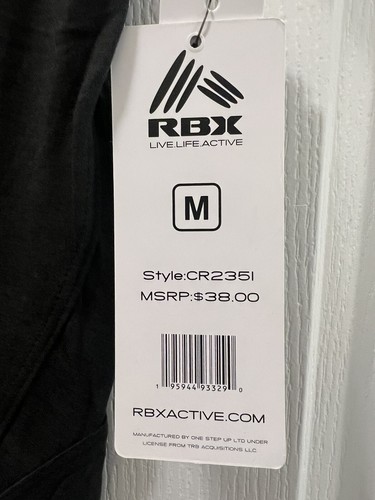 RBX
LIVE.LIFE.ACTIVE
M
Style:CR2351
MSRP:$38.00
1 95944 93329 0
RBXACTIVE.COM
MANUFACTURED BY ONE STEP UP LTD UNDER
LICENSE FROM TRB ACQUISITIONS LLC.